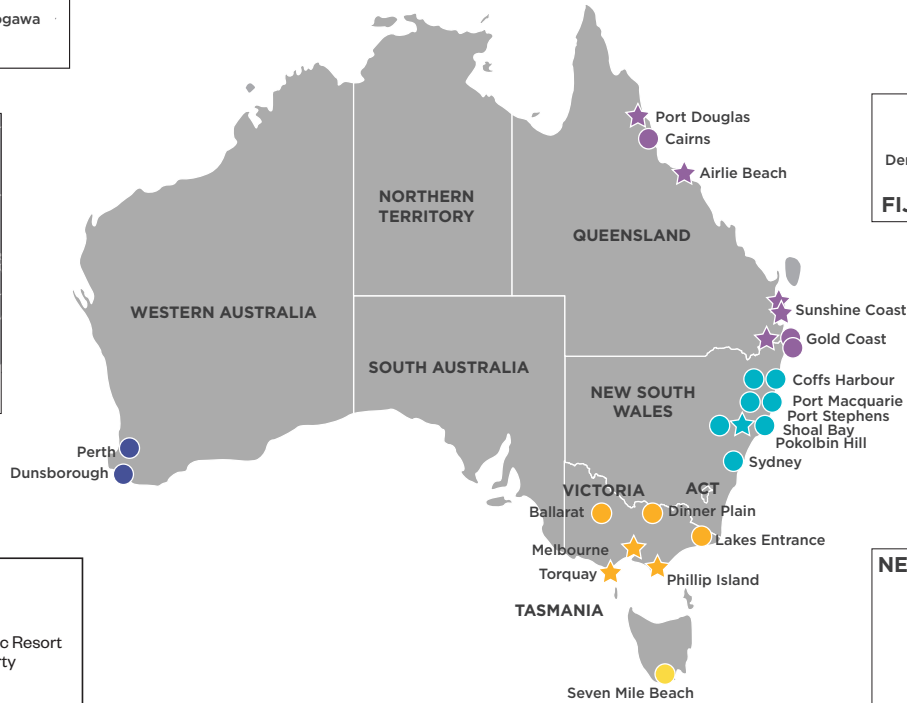 Port Douglas
Cairns
Airlie Beach
NORTHERN
TERRITORY
QUEENSLAND
WESTERN AUSTRALIA
Sunshine Coast
Gold Coast
SOUTH AUSTRALIA
NEW SOUTH
WALES
Coffs Harbour
Port Macquarie
Port Stephens
Shoal Bay
Pokolbin Hill
Perth
Dunsborough
Sydney
VICTORIA
ACT
Ballarat
Dinner Plain
Lakes Entrance
Melbourne
Torquay
Phillip Island
TASMANIA
Seven Mile Beach
ogawa
Der
FIJ
NE
c Resort
rty